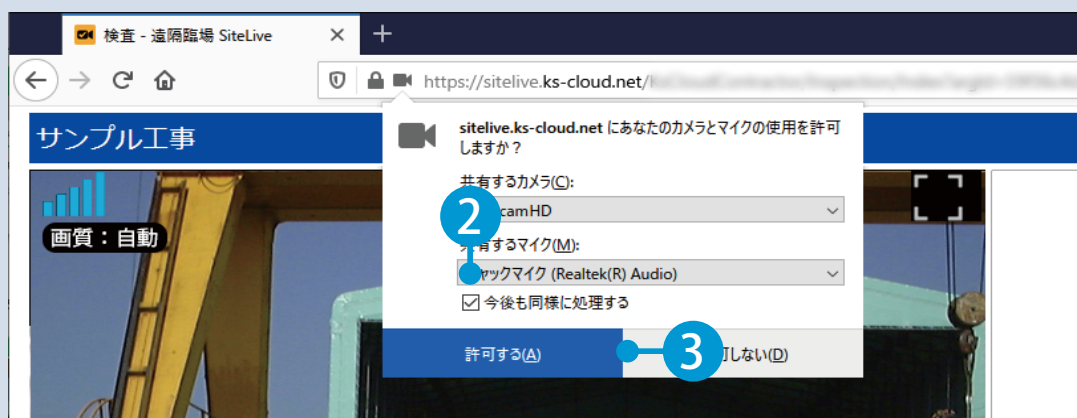 検査 - 遠隔臨場 SiteLive
https://sitelive.ks-cloud.net/
サンプル工事
画質：自動
sitelive.ks-cloud.net にあなたのカメラとマイクの使用を許可
しますか？
共有するカメラ(C):
camHD
2
有するマイク(M):
ャックマイク (Realtek(R) Audio)
今後も同様に処理する
許可する(A)
3
しない(D)